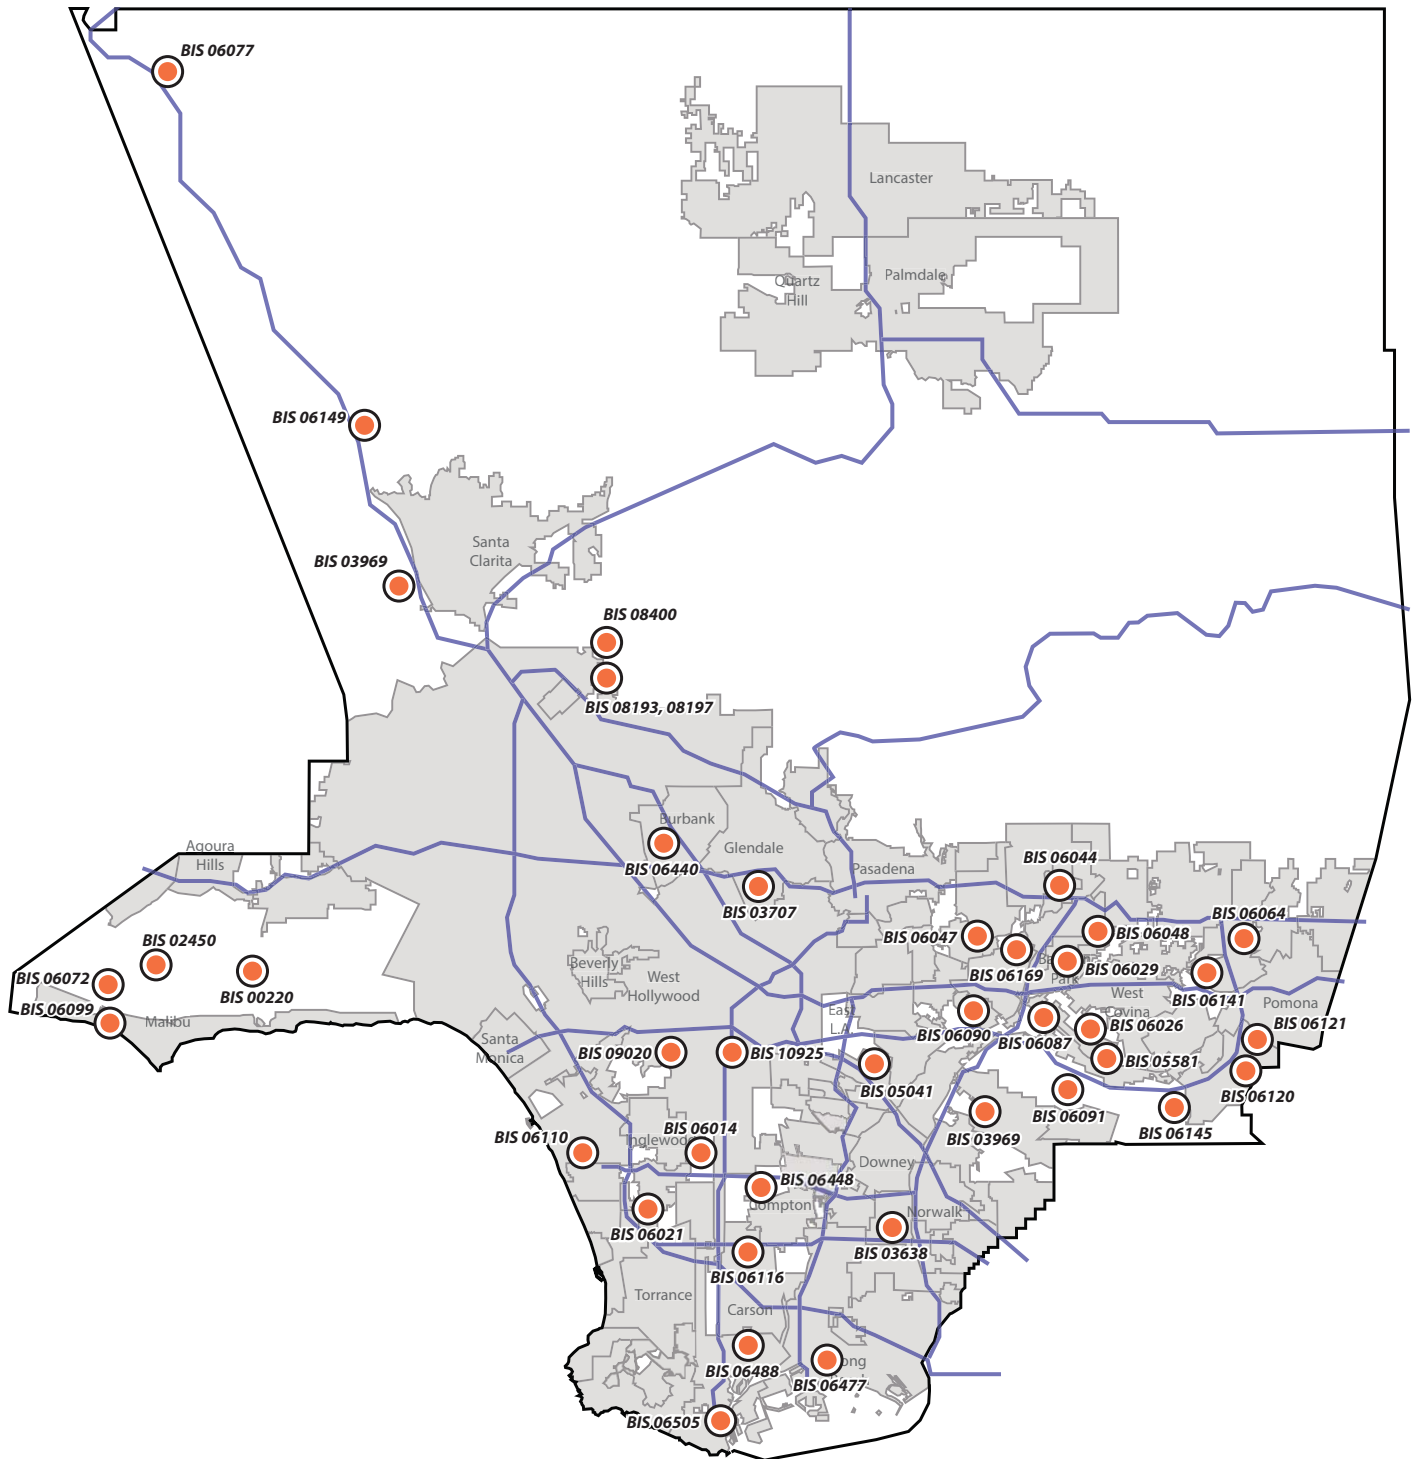 BIS 06077
Lancaster
Palmdale
Quartz
Hill
BIS 06149
Santa
Clarita
BIS 03969
BIS 08400
BIS 08193, 08197
Burbank
Glendale
Agoura
Hills
BIS 06440
BIS 03707
Pasadena
BIS 06044
BIS 06064
BIS 06047
BIS 06048
BIS 06169
BIS 06029
Park
BIS 06141
BIS 02450
BIS 06072
BIS 00220
BIS 06099
Malibu
Beverly
Hills
West
Hollywood
West
Pomona
East
L.A.
BIS 06090
BIS 06087
BIS 06026
BIS 06121
Santa
Monica
BIS 09020
BIS 10925
BIS 05041
BIS 05581
BIS 06120
BIS 06091
BIS 03969
BIS 06145
BIS 06110
BIS 06014
Inglewood
Downey
BIS 06448
Compton
Norwalk
BIS 06021
BIS 03638
BIS 06116
Torrance
Carson
BIS 06488
BIS 06477
BIS 06505